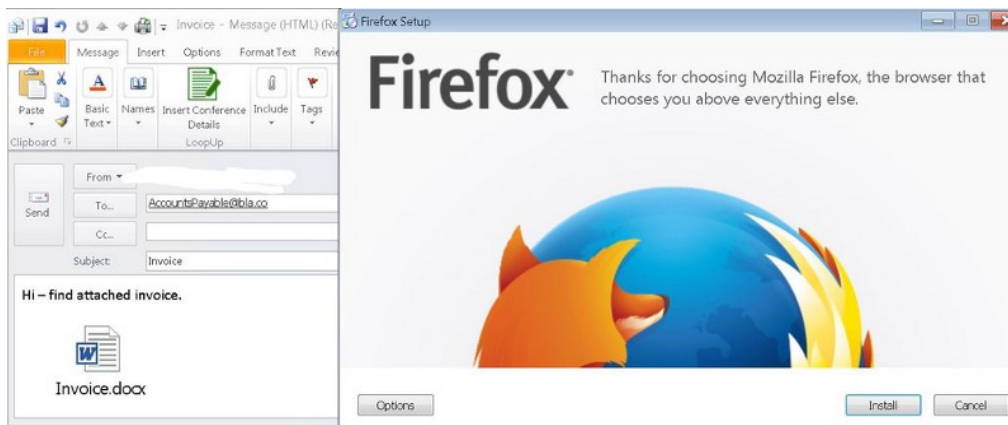 Invoice - Message (HTML) (Re
File Message Insert Options Format Text Revie
Paste
Basic Text
Names
Insert Conference Details
Include
Tags
Clipboard
LoopUp
From
Send
To...
AccountsPayable@bla.co
Cc...
Subject:
Invoice
Hi – find attached invoice.
W
Invoice.docx
Firefox Setup
Firefox
Thanks for choosing Mozilla Firefox, the browser that
chooses you above everything else.
Options
Install
Cancel